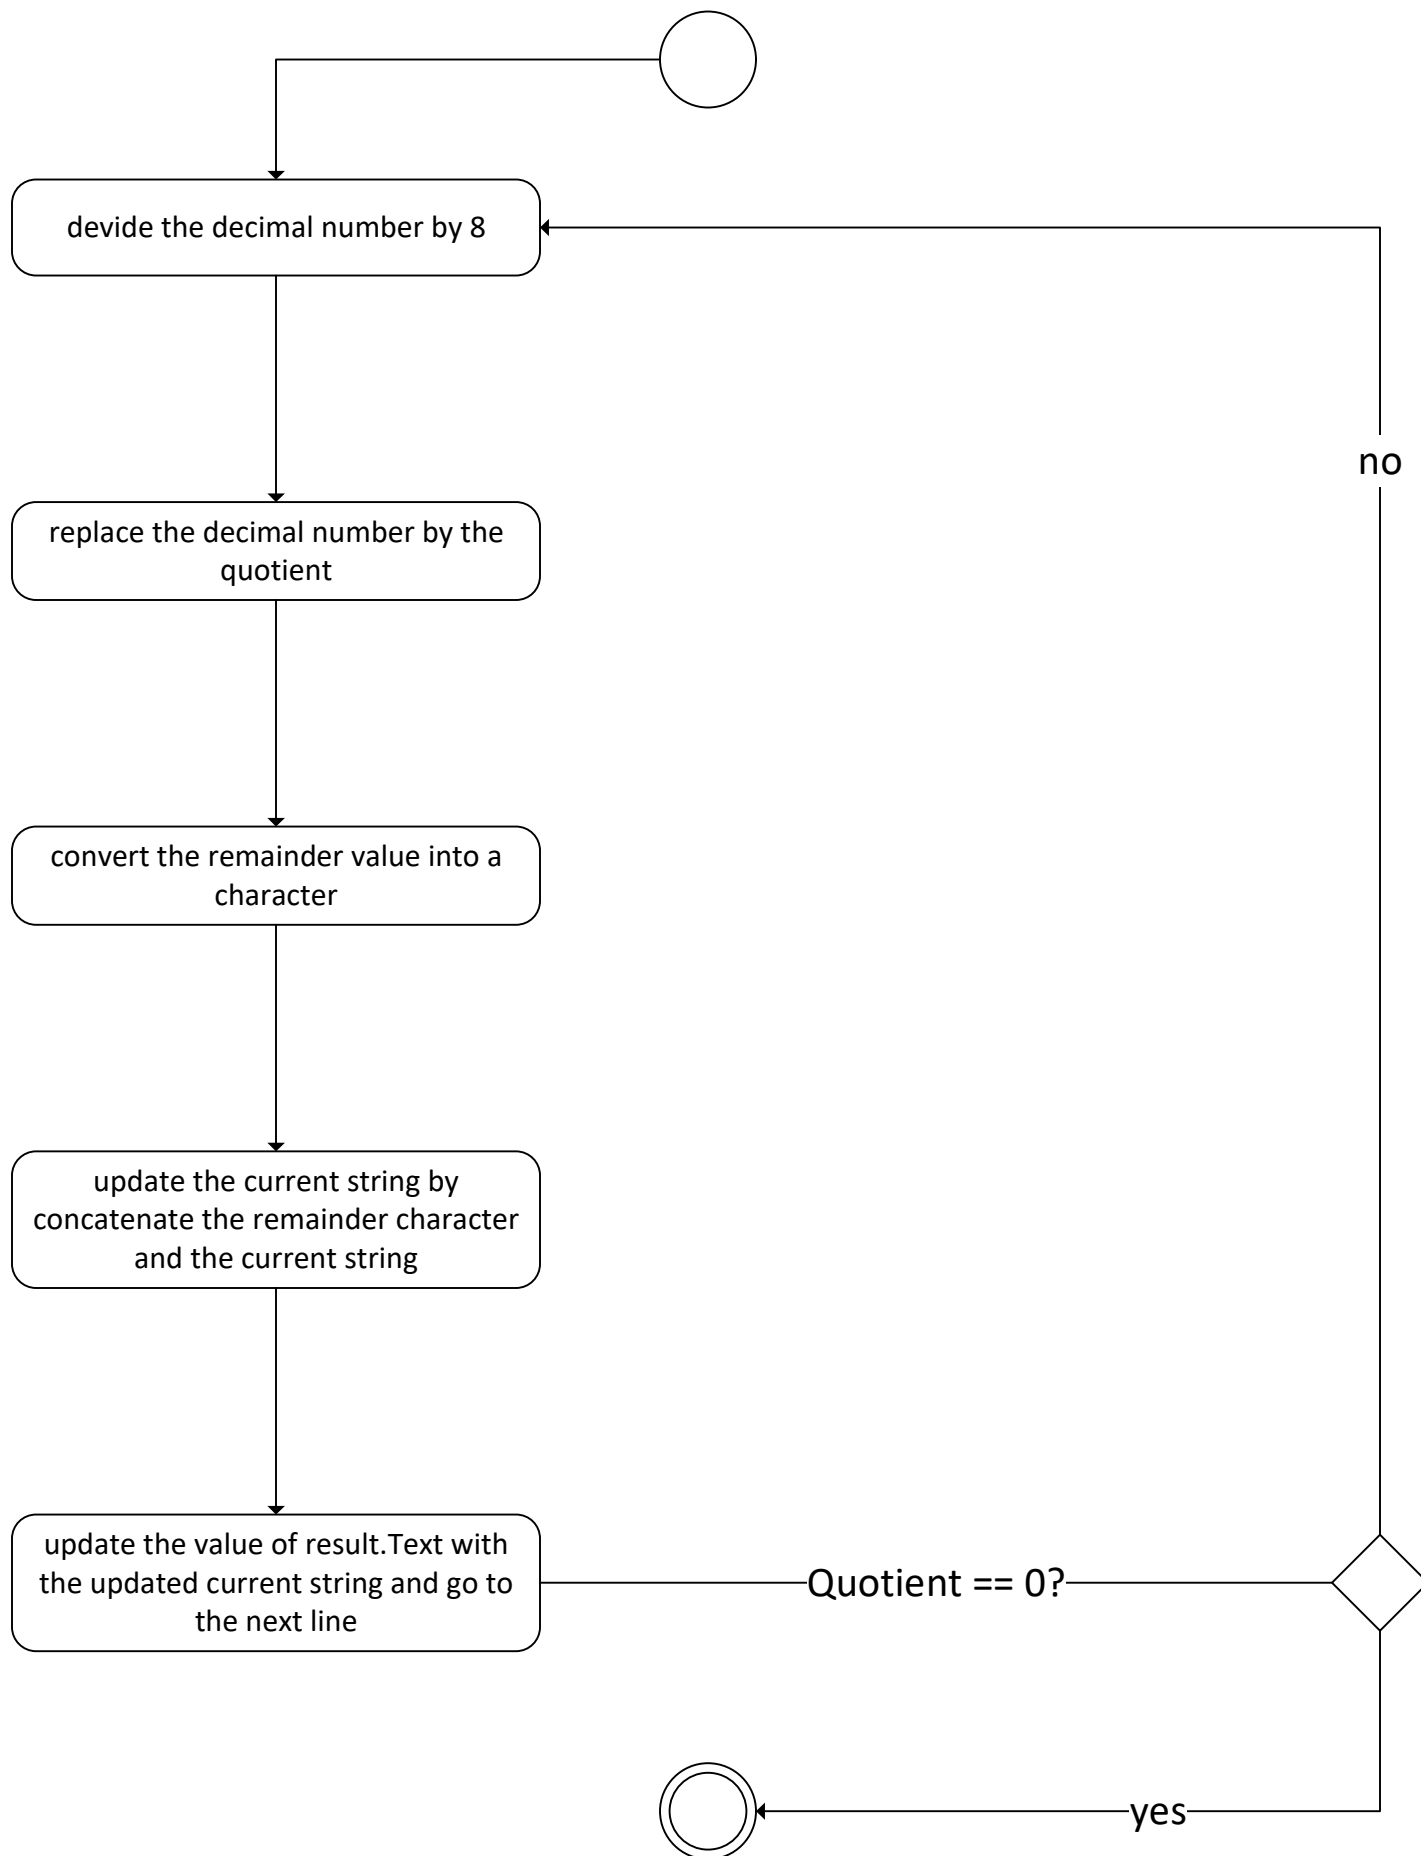 devide the decimal number by 8
no
replace the decimal number by the
quotient
convert the remainder value into a
character
update the current string by
concatenate the remainder character
and the current string
update the value of result.Text with
the updated current string and go to
the next line
Quotient == 0?
yes